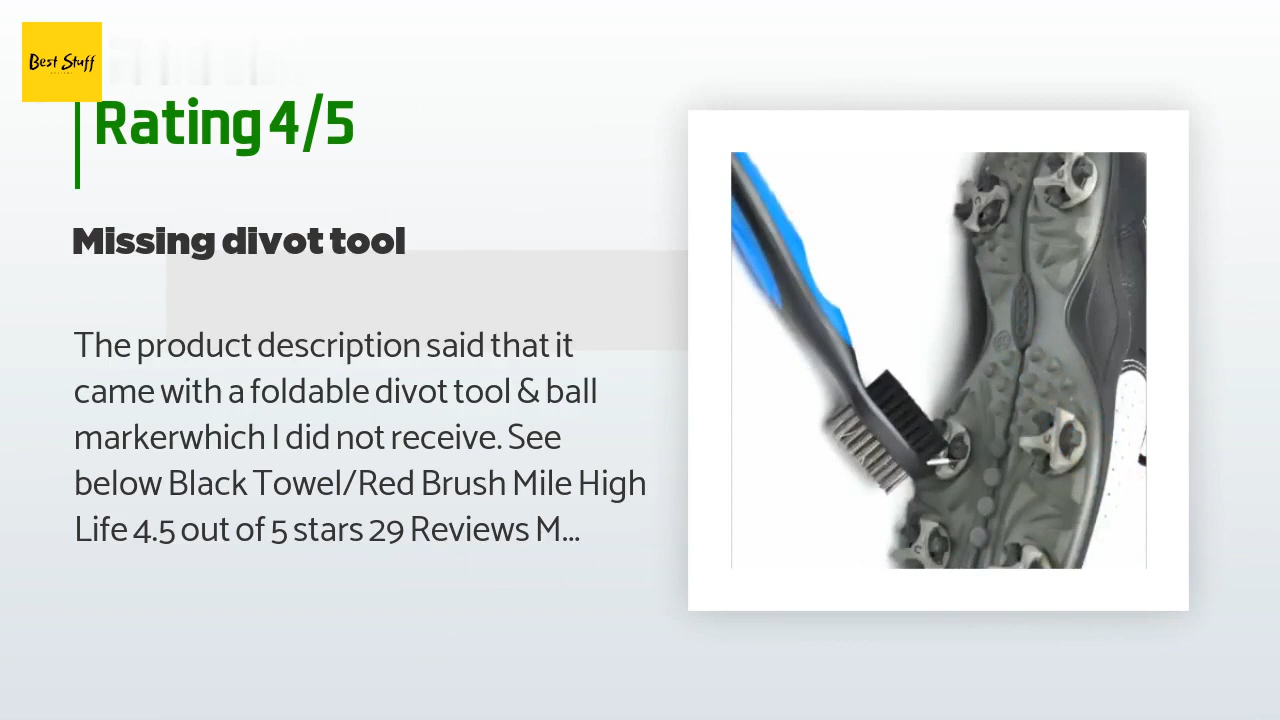 Best Stuff
Rating 4/5
Missing divot tool
The product description said that it
came with a foldable divot tool & ball
markerwhich I did not receive. See
below Black Towel/Red Brush Mile High
Life 4.5 out of 5 stars 29 Reviews M...